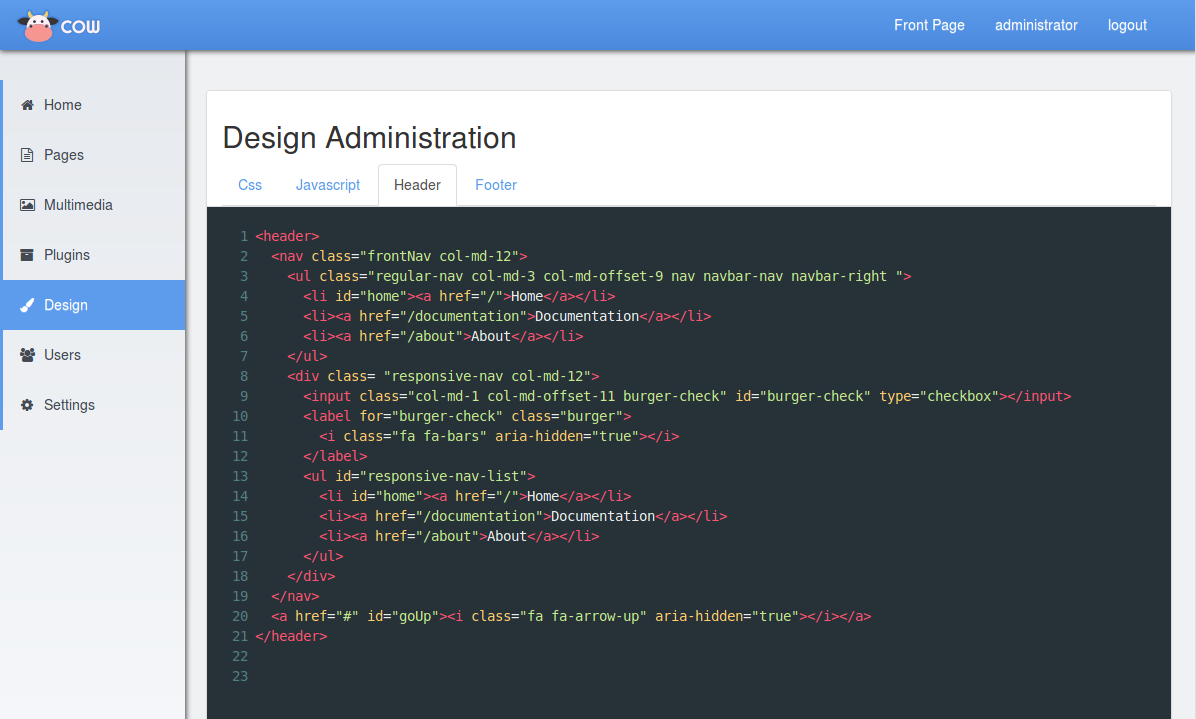 COW
Front Page administrator logout
Home
Pages
Multimedia
Plugins
Design
Users
Settings
Design Administration
Css Javascript Header Footer
1 <header>
2   <nav class="frontNav col-md-12">
3     <ul class="regular-nav col-md-3 col-md-offset-9 nav navbar-nav navbar-right ">
4       <li id="home"><a href="/">Home</a></li>
5       <li><a href="/documentation">Documentation</a></li>
6       <li><a href="/about">About</a></li>
7     </ul>
8     <div class= "responsive-nav col-md-12">
9       <input class="col-md-1 col-md-offset-11 burger-check" id="burger-check" type="checkbox"></input>
10       <label for="burger-check" class="burger">
11         <i class="fa fa-bars" aria-hidden="true"></i>
12       </label>
13       <ul id="responsive-nav-list">
14         <li id="home"><a href="/">Home</a></li>
15         <li><a href="/documentation">Documentation</a></li>
16         <li><a href="/about">About</a></li>
17       </ul>
18     </div>
19   </nav>
20   <a href="#" id="goUp"><i class="fa fa-arrow-up" aria-hidden="true"></i></a>
21 </header>
22
23